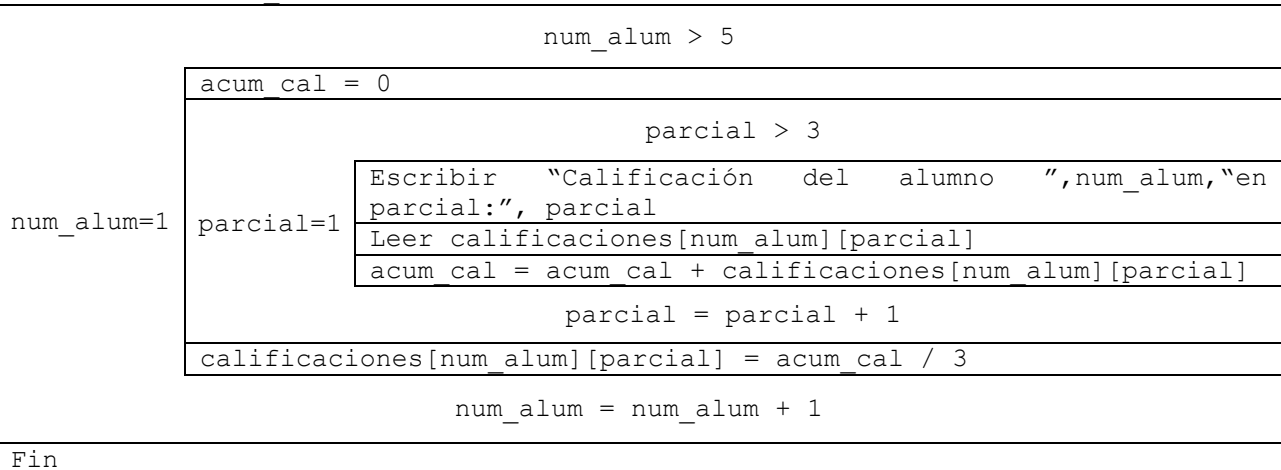 num_alum > 5
acum_cal = 0
parcial > 3
Escribir “Calificación del alumno ”,num_alum,“en
parcial:”, parcial
num_alum=1
parcial=1
Leer calificaciones[num_alum][parcial]
acum_cal = acum_cal + calificaciones[num_alum][parcial]
parcial = parcial + 1
calificaciones[num_alum][parcial] = acum_cal / 3
num_alum = num_alum + 1
Fin